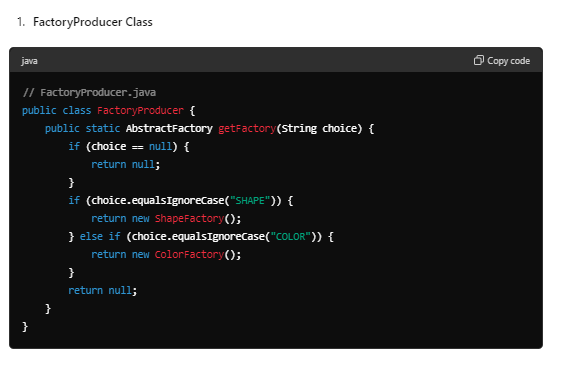 1. FactoryProducer Class
java
Copy code
// FactoryProducer.java
public class FactoryProducer {
    public static AbstractFactory getFactory(String choice) {
        if (choice == null) {
            return null;
        }
        if (choice.equalsIgnoreCase("SHAPE")) {
            return new ShapeFactory();
        } else if (choice.equalsIgnoreCase("COLOR")) {
            return new ColorFactory();
        }
        return null;
    }
}